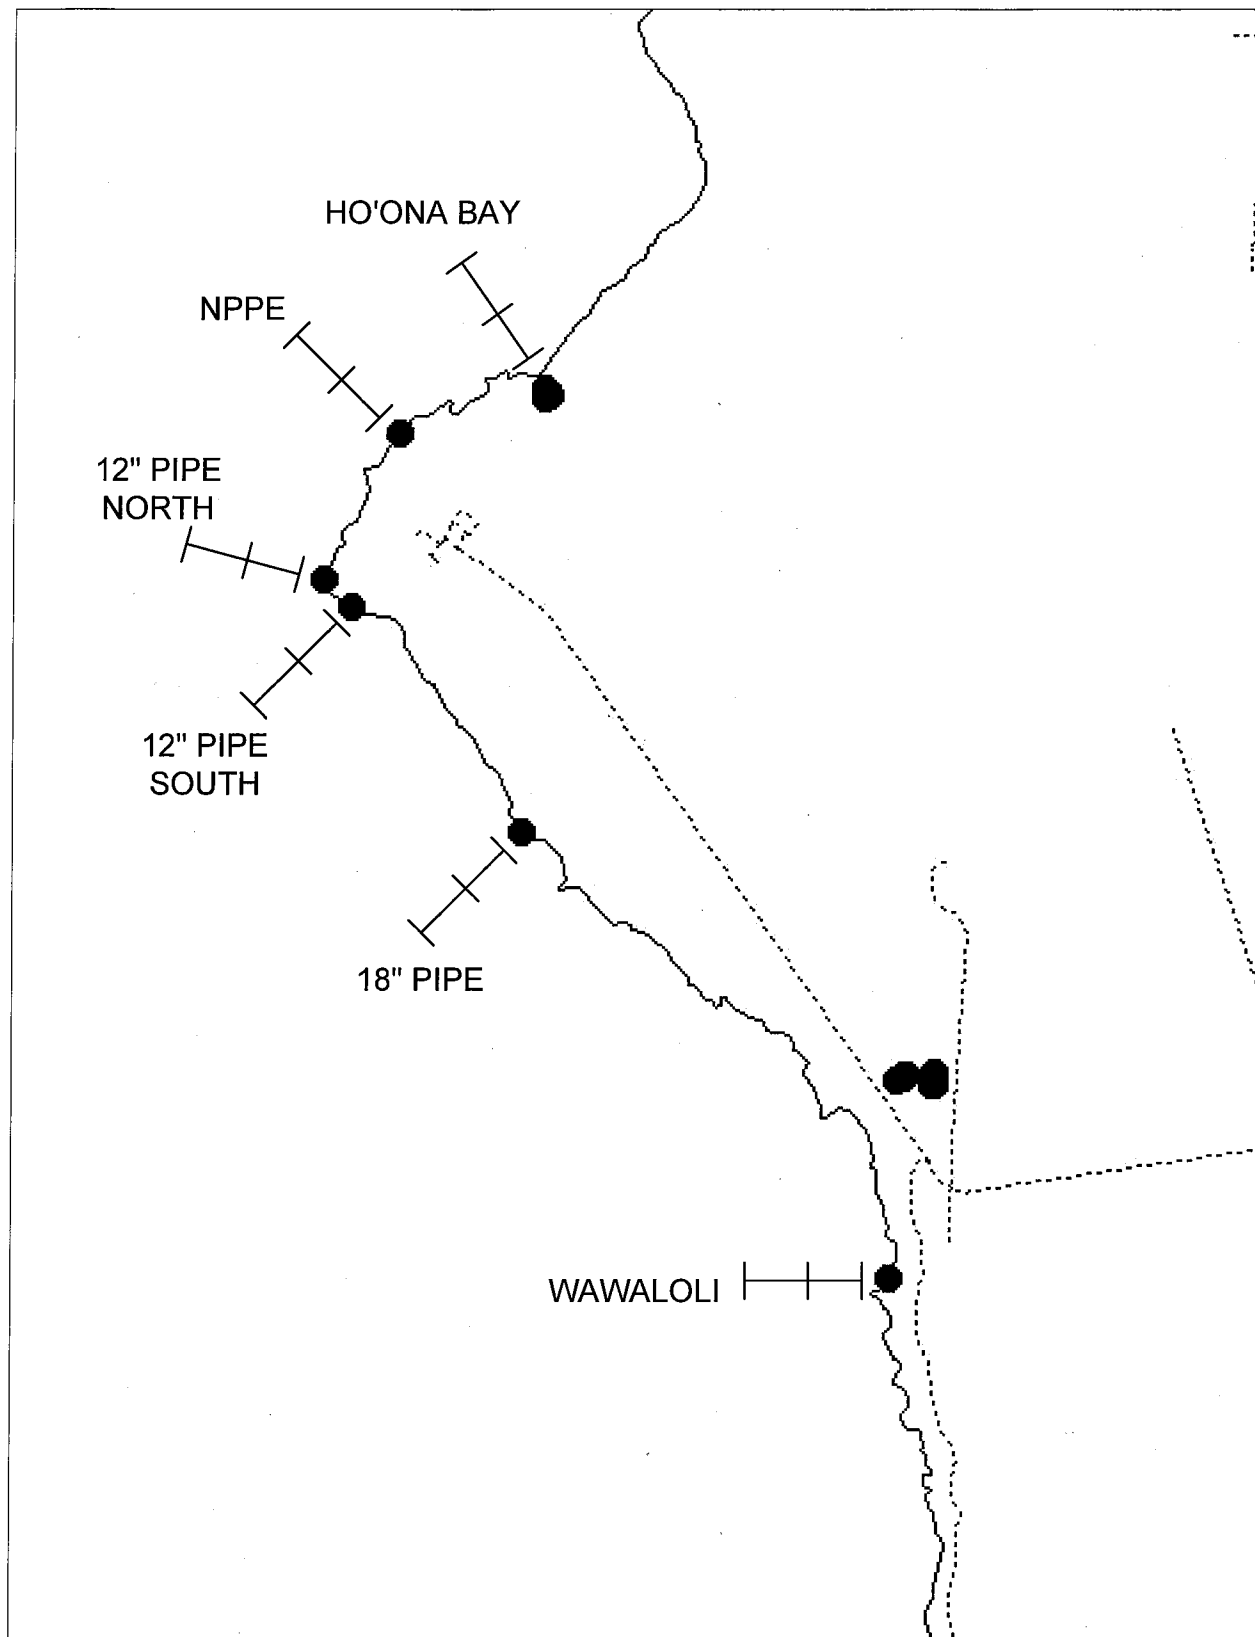 HO'ONA BAY
NPPE
12" PIPE
NORTH
12" PIPE
SOUTH
18" PIPE
WAWALOLI